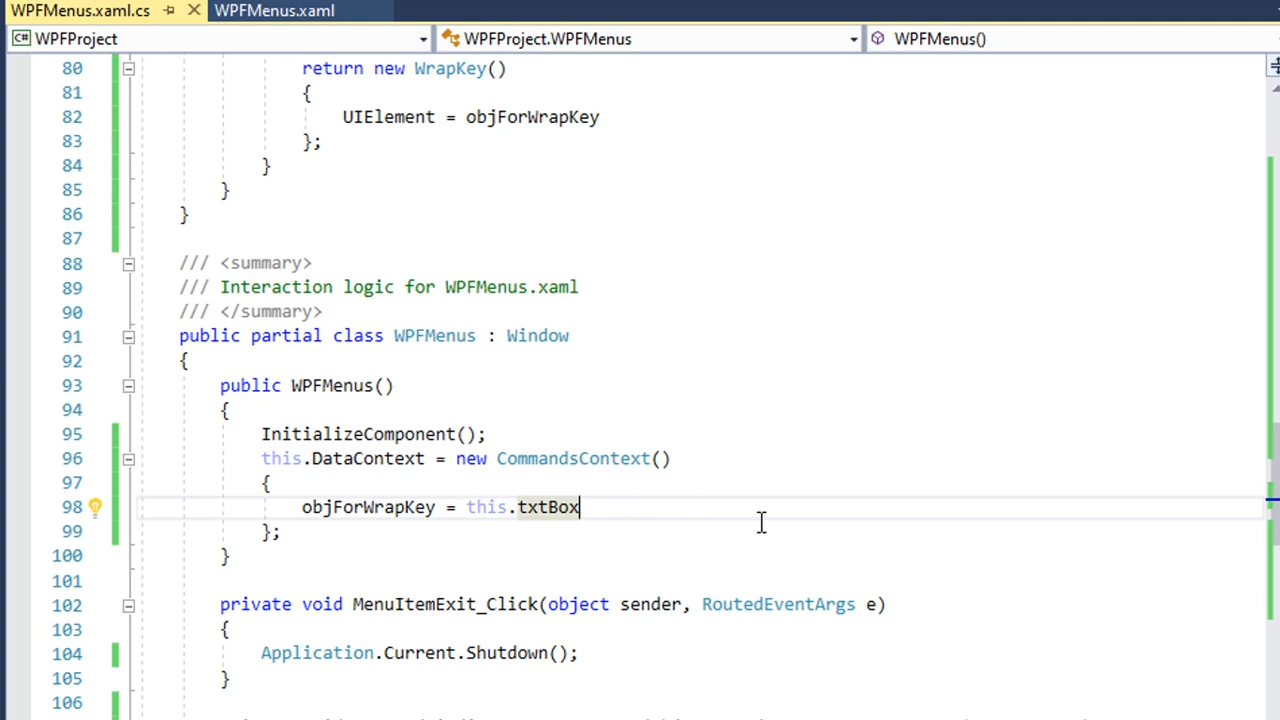 WPFMenus.xaml.cs WPFMenus.xaml
C# WPFProject WPFProject.WPFMenus WPFMenus()
80 return new WrapKey()
81 {
82 UIElement = objForWrapKey
83 };
84 }
85 }
86 }
87
88 /// <summary>
89 /// Interaction logic for WPFMenus.xaml
90 /// </summary>
91 public partial class WPFMenus : Window
92 {
93 public WPFMenus()
94 {
95 InitializeComponent();
96 this.DataContext = new CommandsContext()
97 {
98 objForWrapKey = this.txtBox
99 };
100 }
101
102 private void MenuItemExit_Click(object sender, RoutedEventArgs e)
103 {
104 Application.Current.Shutdown();
105 }
106